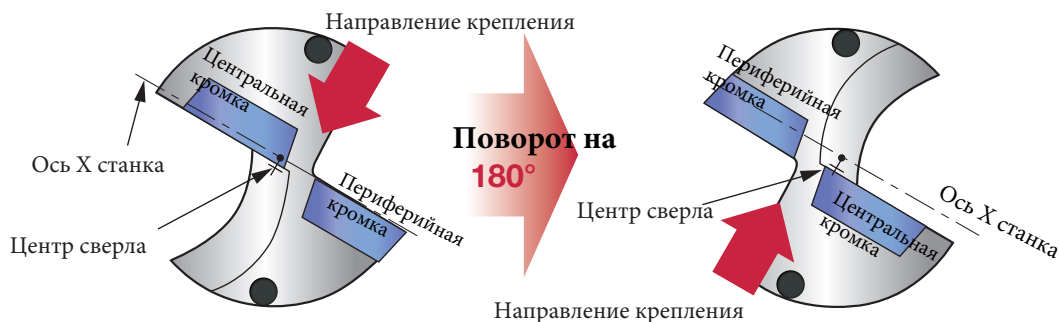 Направление крепления
Центральная
кромка
Ось X станка
Периферийная
кромка
Центр сверла
Поворот на
180°
Периферийная
кромка
Центр сверла
Ось X станка
Центральная
кромка
Направление крепления